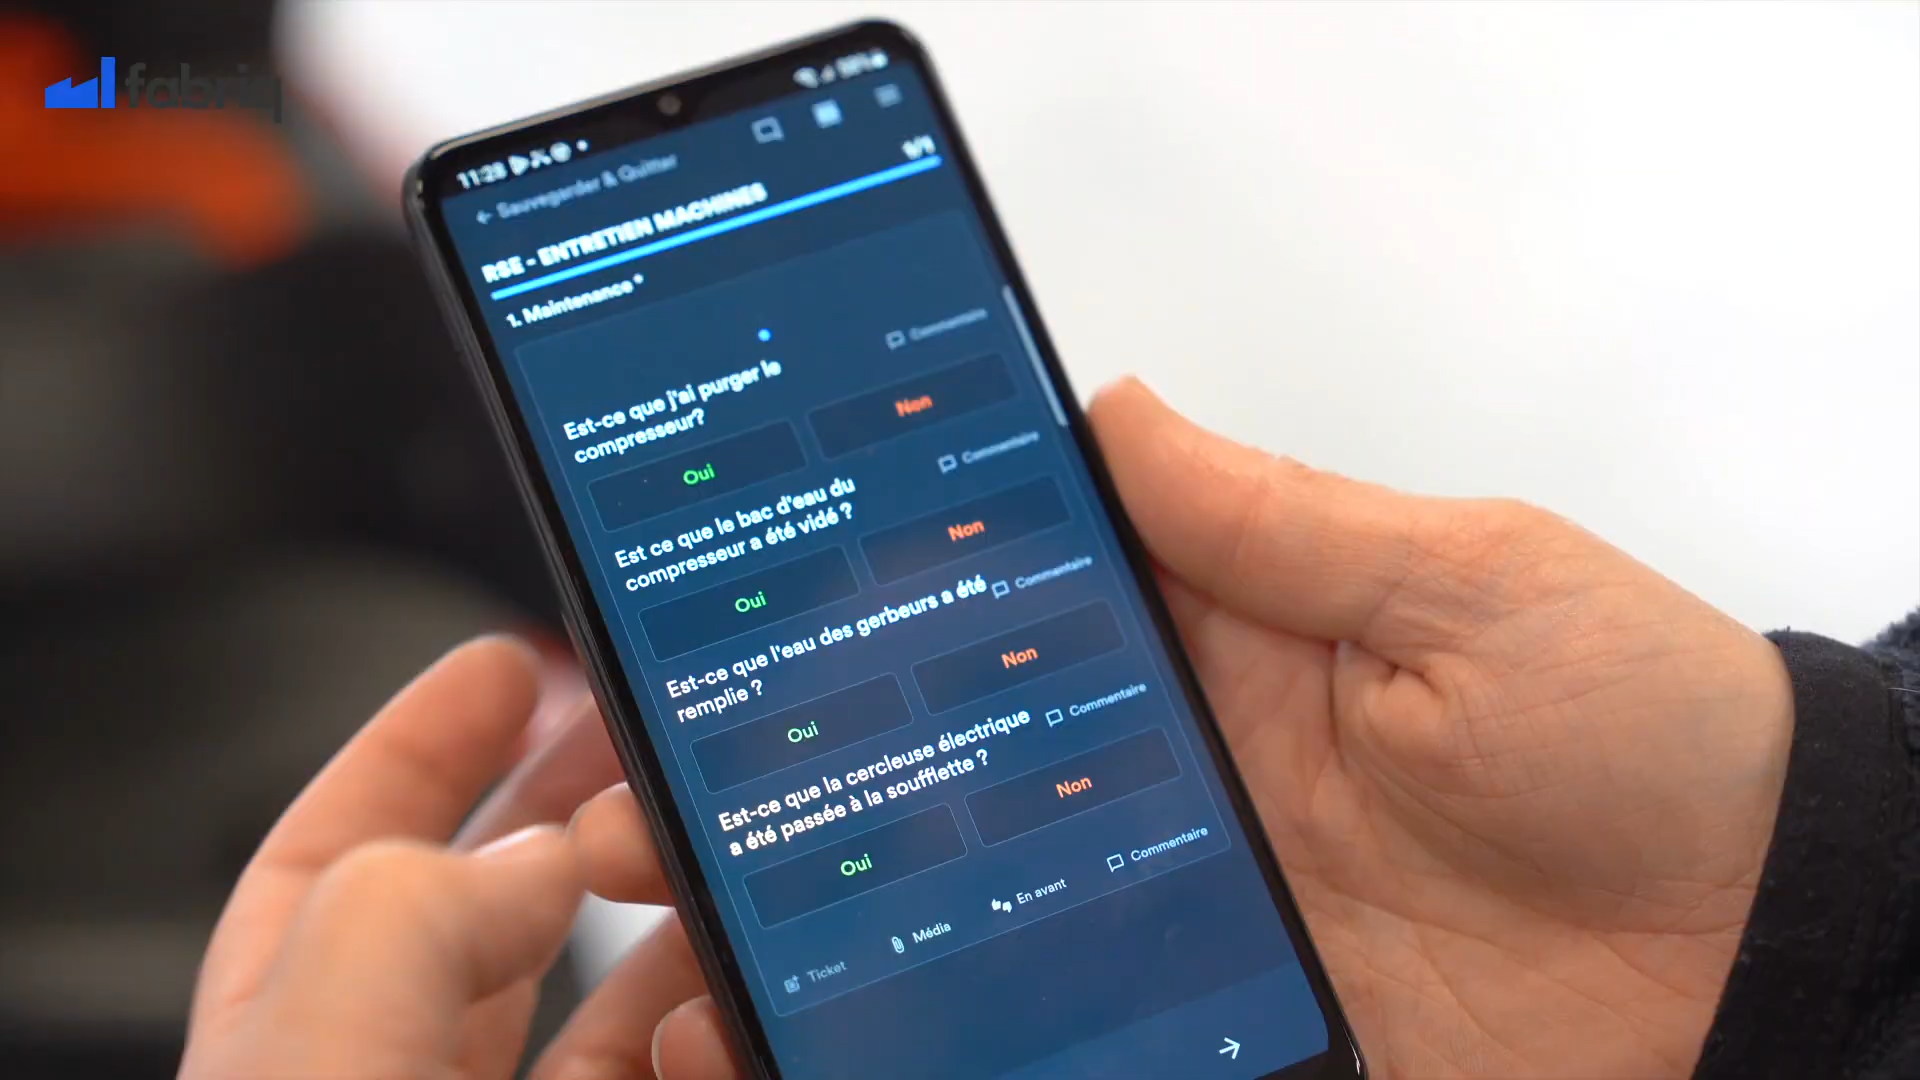 fabriq
11:28
← Sauvegarder & Quitter
1/1
RSE - ENTRETIEN MACHINES
1. Maintenance *
Commentaire
Est-ce que j'ai purger le
compresseur?
Oui
Non
Commentaire
Est ce que le bac d'eau du
compresseur a été vidé ?
Oui
Non
Commentaire
Est-ce que l'eau des gerbeurs a été
remplie ?
Oui
Non
Commentaire
Est-ce que la cercleuse électrique
a été passée à la soufflette ?
Oui
Non
Ticket
Média
En avant
Commentaire